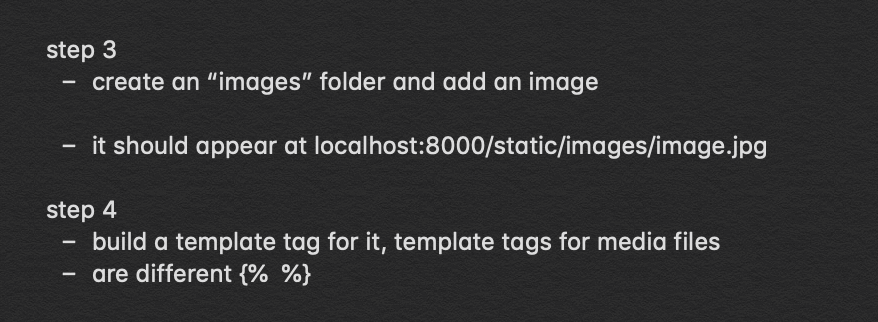 step 3
– create an “images” folder and add an image
– it should appear at localhost:8000/static/images/image.jpg
step 4
– build a template tag for it, template tags for media files
– are different {%  %}